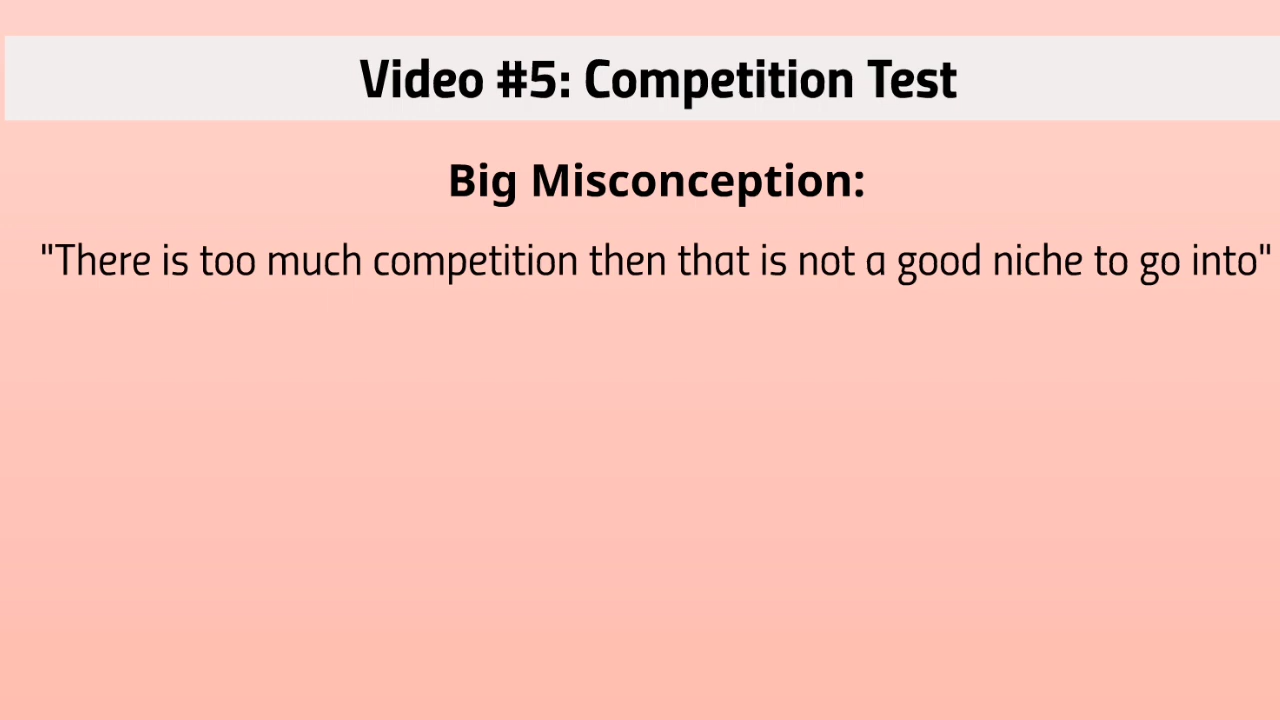 Video #5: Competition Test
Big Misconception:
"There is too much competition then that is not a good niche to go into"